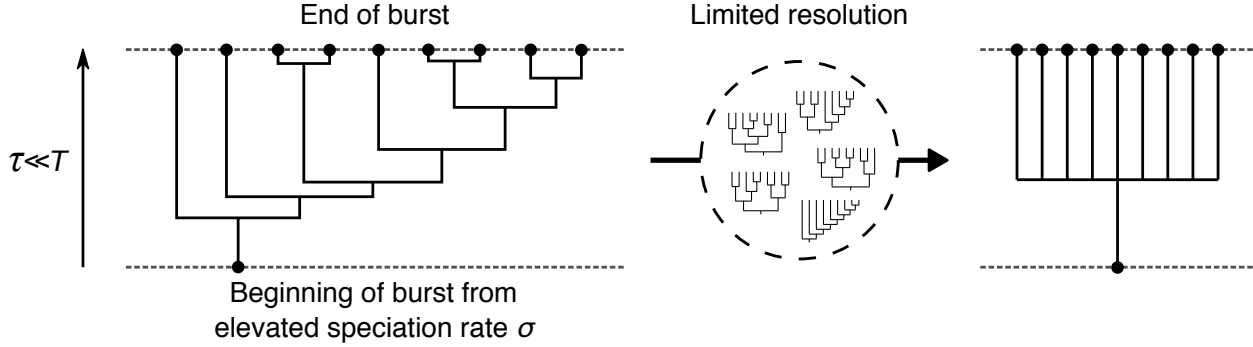 End of burst
Limited resolution
τ≪T
Beginning of burst from
elevated speciation rate σ